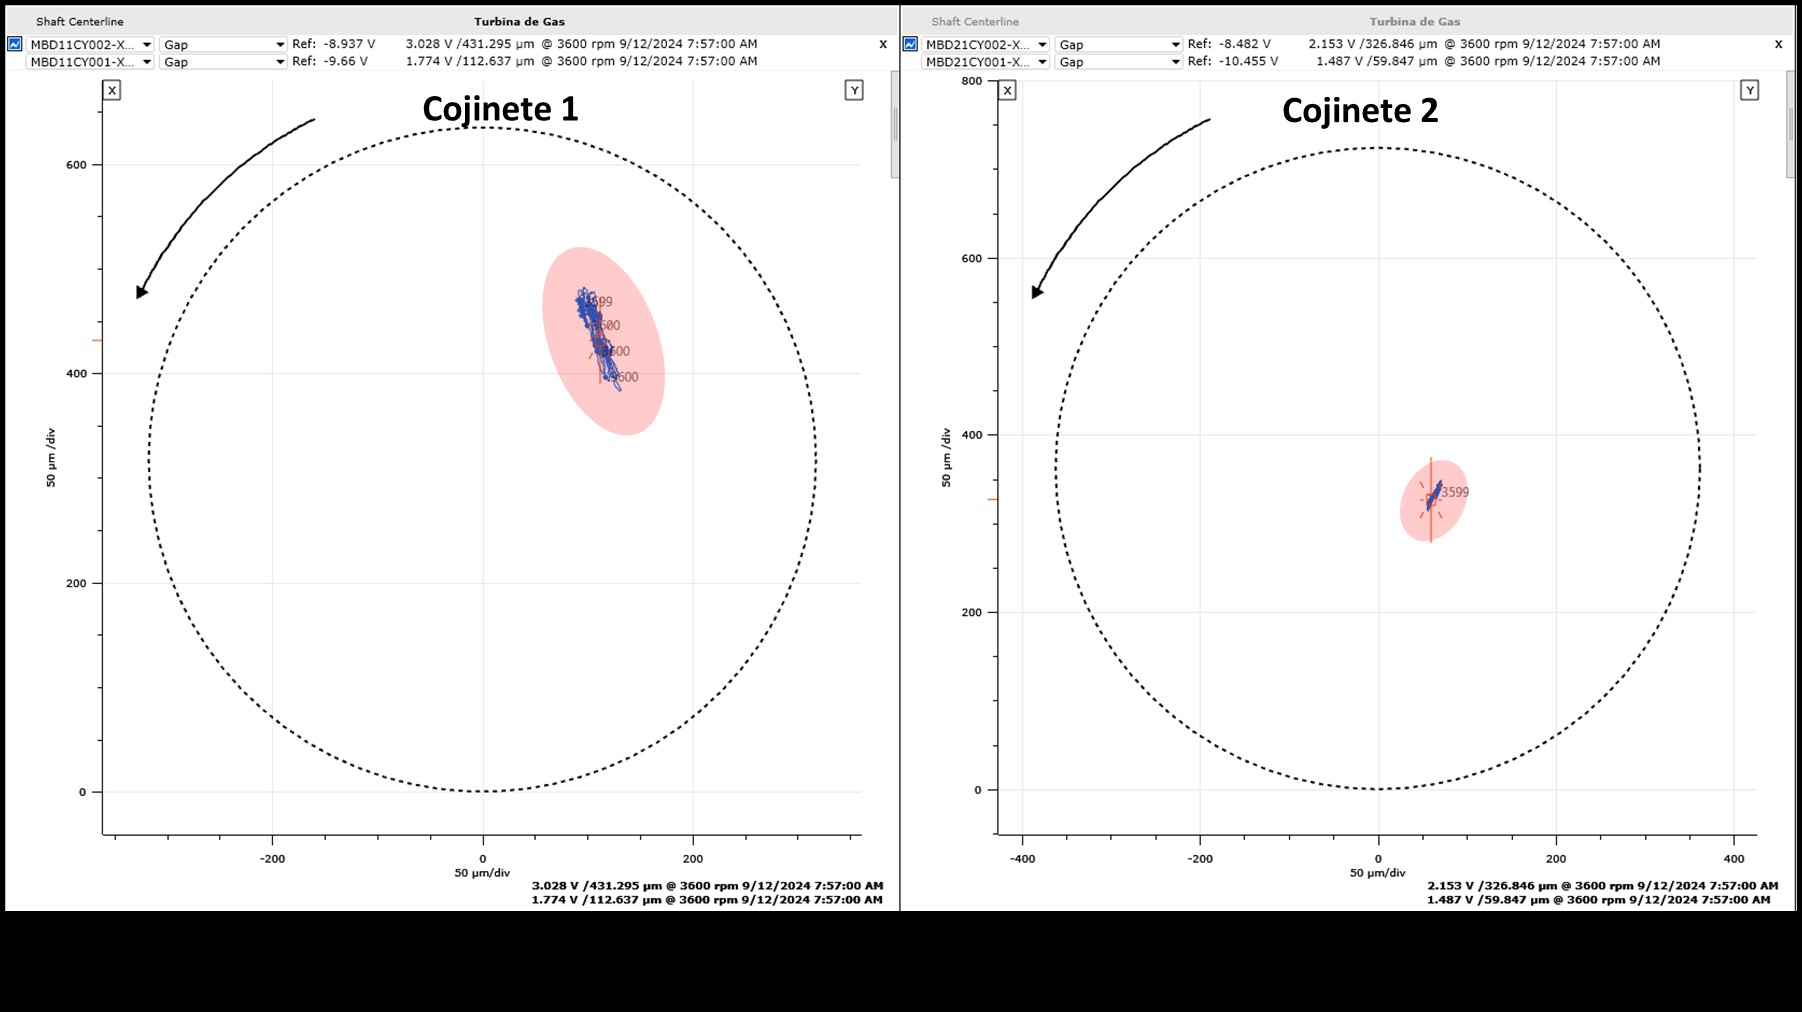 Shaft Centerline
Turbina de Gas
MBD11CY002-X...
Gap
Ref: -8.937 V
3.028 V /431.295 µm @ 3600 rpm 9/12/2024 7:57:00 AM
X
MBD11CY001-X...
Gap
Ref: -9.66 V
1.774 V /112.637 µm @ 3600 rpm 9/12/2024 7:57:00 AM
X
Cojinete 1
Y
600
400
200
0
50 µm /div
3599
3600
3600
3600
-200
0
200
50 µm/div
3.028 V /431.295 µm @ 3600 rpm 9/12/2024 7:57:00 AM
1.774 V /112.637 µm @ 3600 rpm 9/12/2024 7:57:00 AM
Shaft Centerline
Turbina de Gas
MBD21CY002-X...
Gap
Ref: -8.482 V
2.153 V /326.846 µm @ 3600 rpm 9/12/2024 7:57:00 AM
X
MBD21CY001-X...
Gap
Ref: -10.455 V
1.487 V /59.847 µm @ 3600 rpm 9/12/2024 7:57:00 AM
X
Cojinete 2
Y
800
600
400
200
0
50 µm /div
3599
-400
-200
0
200
400
50 µm/div
2.153 V /326.846 µm @ 3600 rpm 9/12/2024 7:57:00 AM
1.487 V /59.847 µm @ 3600 rpm 9/12/2024 7:57:00 AM